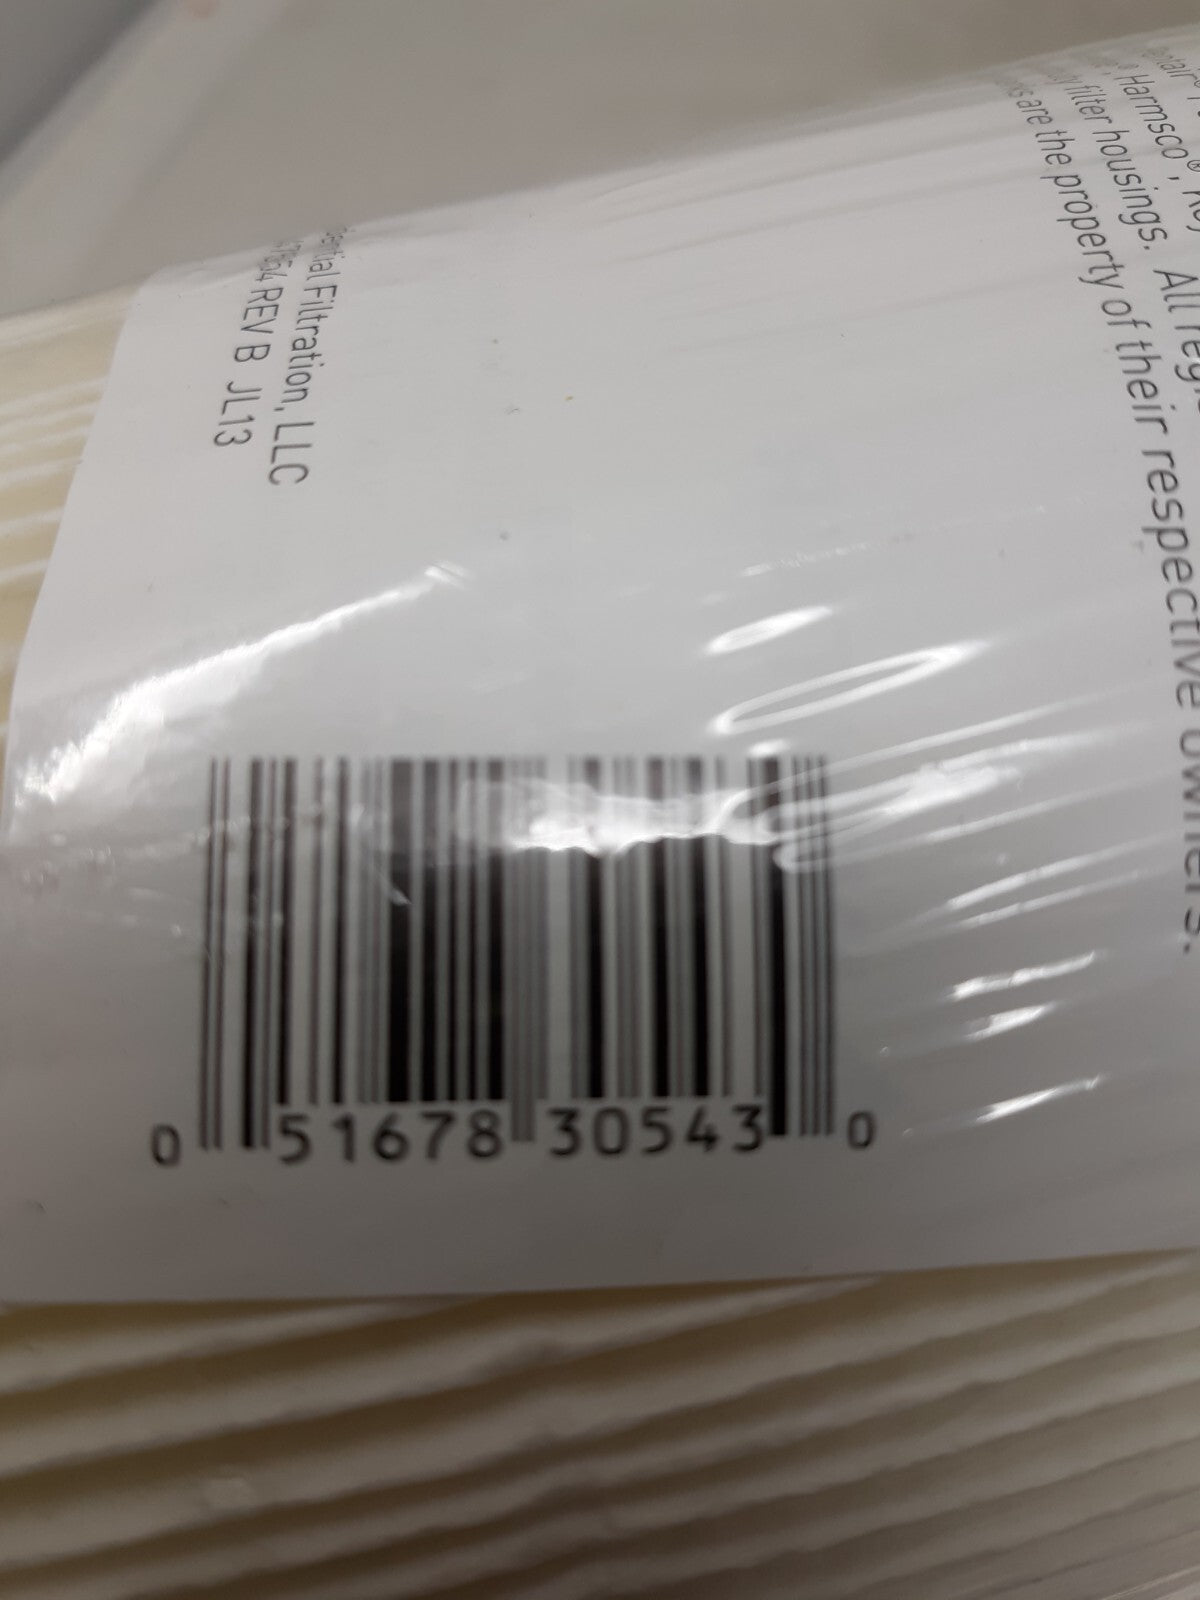 Harmsco®,
filter housings. All
are the property of their respective owners.
Filtration, LLC
REV B JL13
0 51678 30543 0